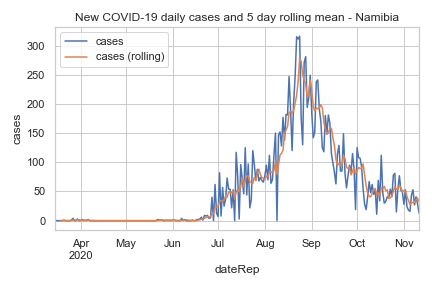 New COVID-19 daily cases and 5 day rolling mean - Namibia
cases
cases (rolling)
cases
300
250
200
150
100
50
0
Apr May Jun Jul Aug Sep Oct Nov
2020
dateRep